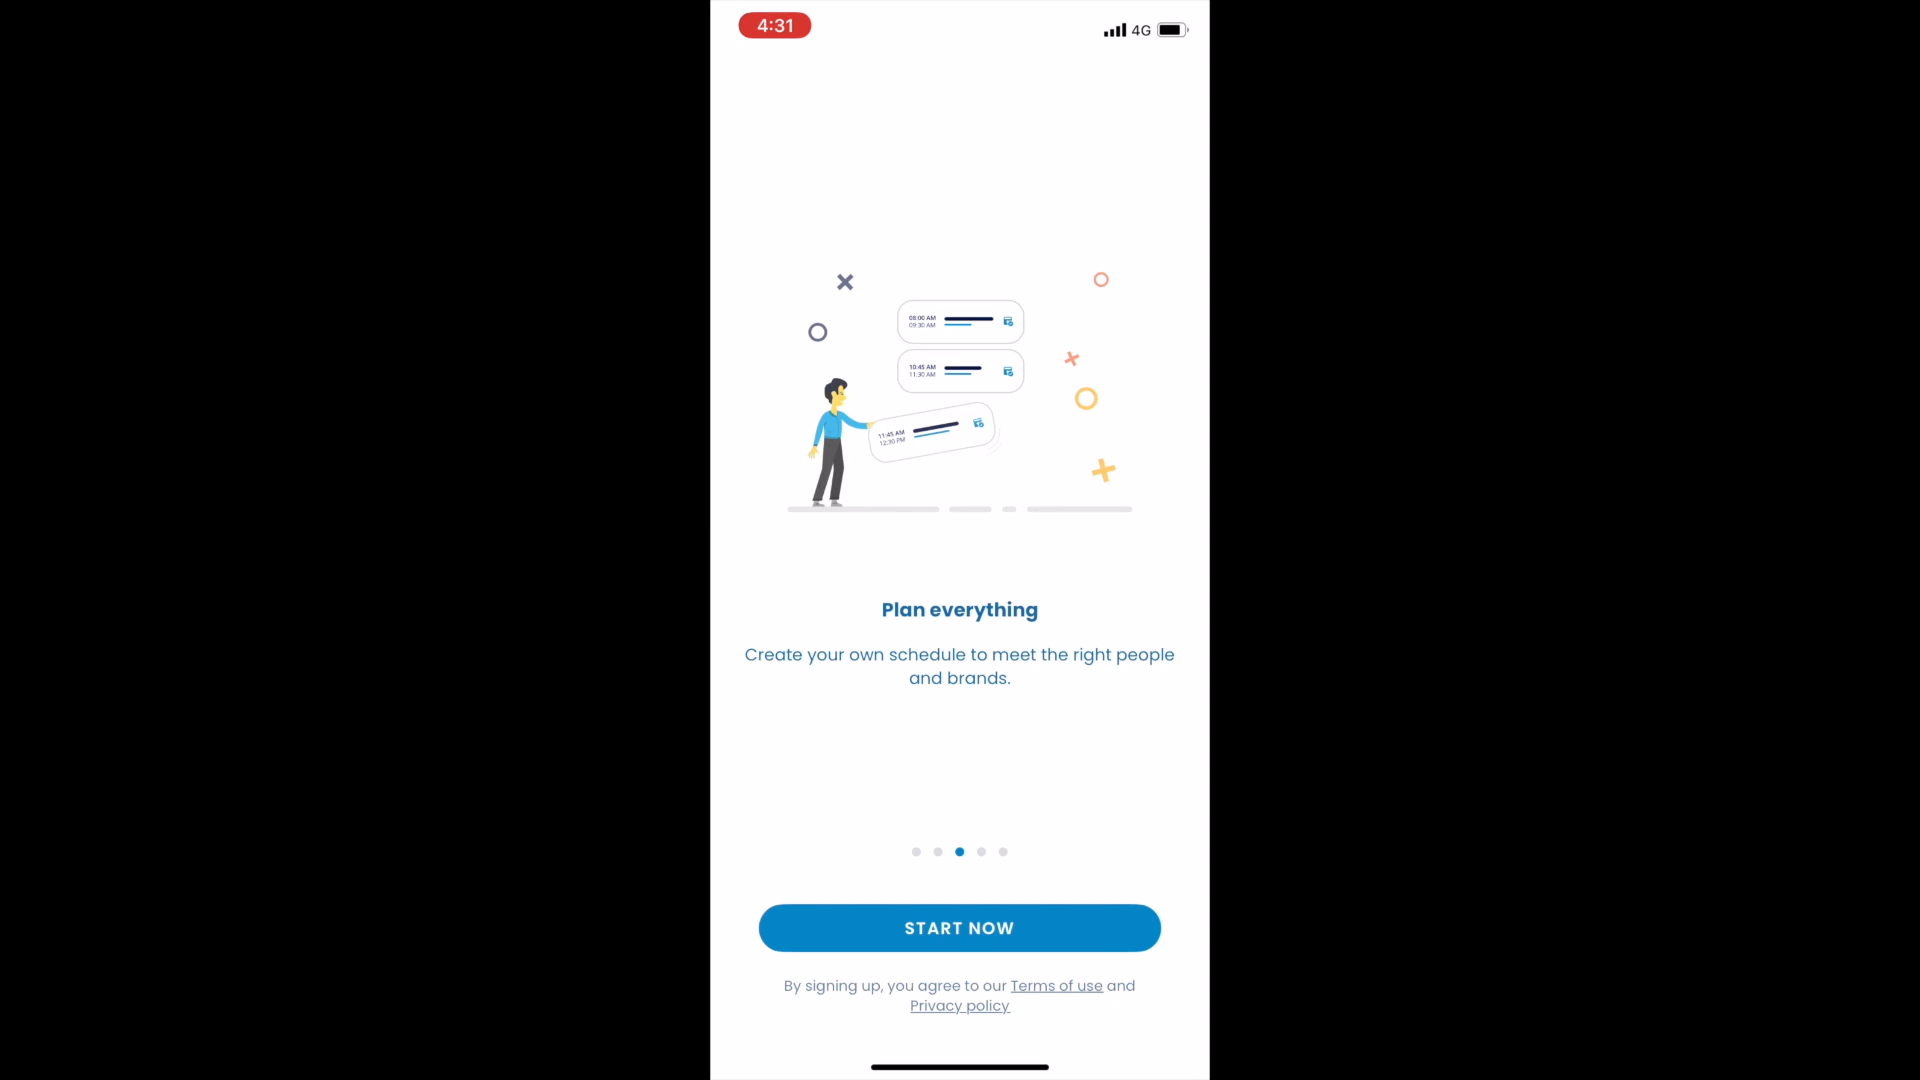 4:31
4G
08:00 AM
09:30 AM
10:45 AM
11:30 AM
11:45 AM
12:30 PM
Plan everything
Create your own schedule to meet the right people
and brands.
START NOW
By signing up, you agree to our Terms of use and
Privacy policy